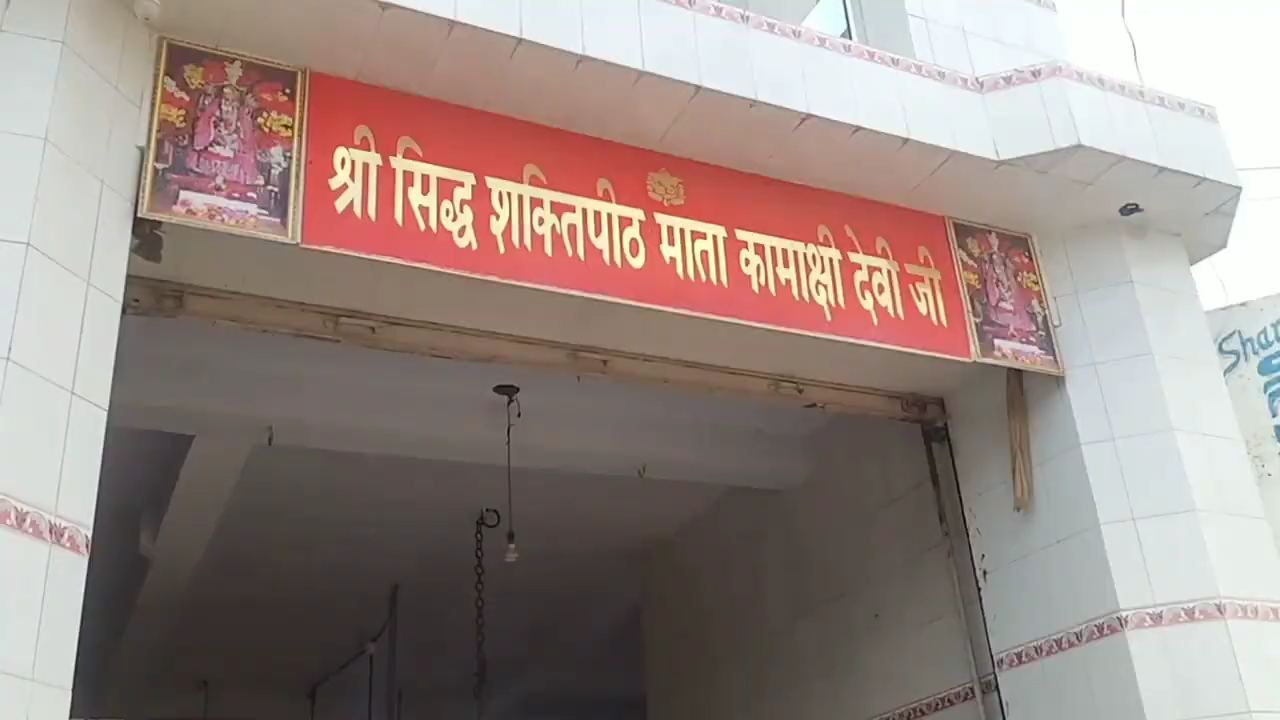 श्री सिद्ध शक्तिपीठ माता कामाक्षी देवी जी